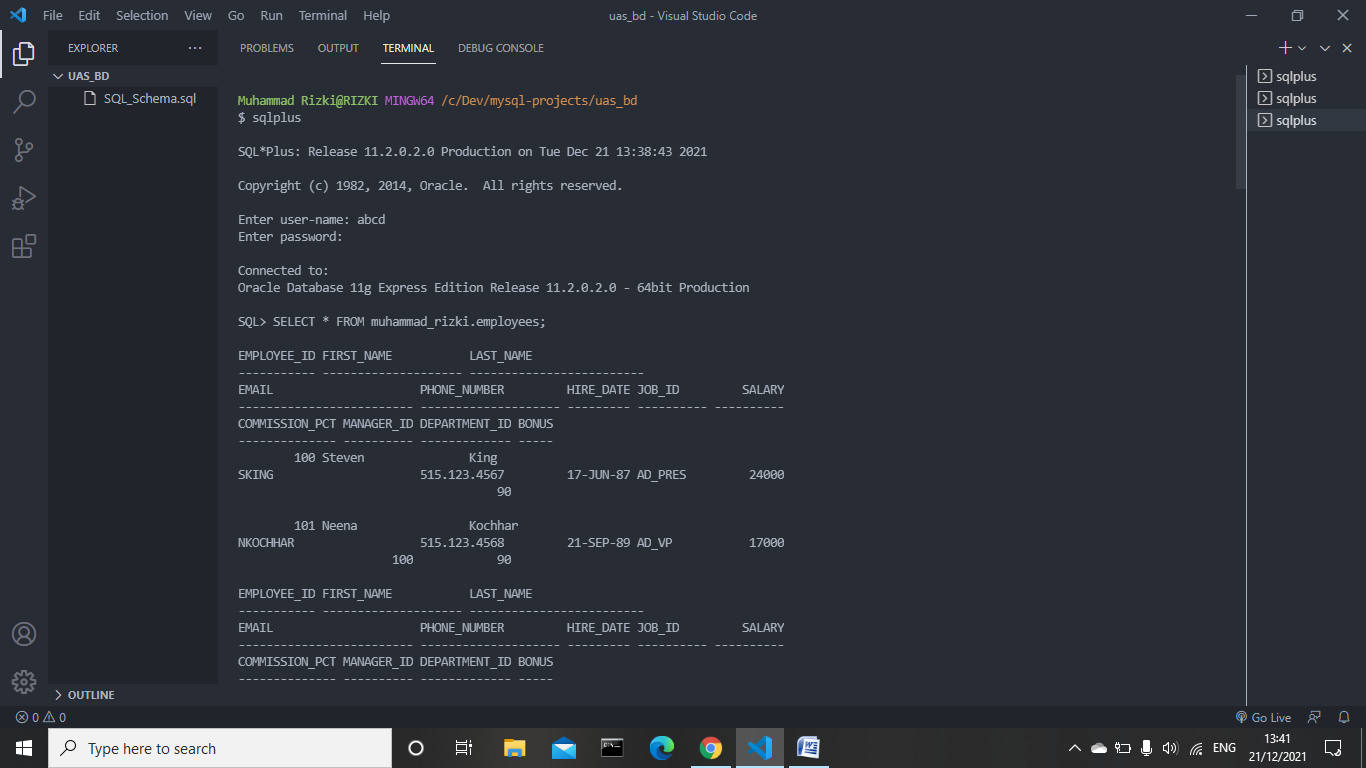 File Edit Selection View Go Run Terminal Help
uas_bd - Visual Studio Code
EXPLORER ···
UAS_BD
SQL_Schema.sql
OUTLINE
PROBLEMS OUTPUT TERMINAL DEBUG CONSOLE
Muhammad Rizki@RIZKI MINGW64 /c/Dev/mysql-projects/uas_bd
$ sqlplus
SQL*Plus: Release 11.2.0.2.0 Production on Tue Dec 21 13:38:43 2021
Copyright (c) 1982, 2014, Oracle.  All rights reserved.
Enter user-name: abcd
Enter password:
Connected to:
Oracle Database 11g Express Edition Release 11.2.0.2.0 - 64bit Production
SQL> SELECT * FROM muhammad_rizki.employees;
EMPLOYEE_ID FIRST_NAME           LAST_NAME
----------- -------------------- -------------------------
EMAIL                     PHONE_NUMBER         HIRE_DATE JOB_ID         SALARY
------------------------- -------------------- --------- ---------- ----------
COMMISSION_PCT MANAGER_ID DEPARTMENT_ID BONUS
-------------- ---------- ------------- -----
        100 Steven               King
SKING                     515.123.4567         17-JUN-87 AD_PRES         24000
                                     90
        101 Neena                Kochhar
NKOCHHAR                  515.123.4568         21-SEP-89 AD_VP           17000
                      100            90
EMPLOYEE_ID FIRST_NAME           LAST_NAME
----------- -------------------- -------------------------
EMAIL                     PHONE_NUMBER         HIRE_DATE JOB_ID         SALARY
------------------------- -------------------- --------- ---------- ----------
COMMISSION_PCT MANAGER_ID DEPARTMENT_ID BONUS
-------------- ---------- ------------- -----
sqlplus
sqlplus
sqlplus
0 0
Go Live
Type here to search
ENG
13:41
21/12/2021